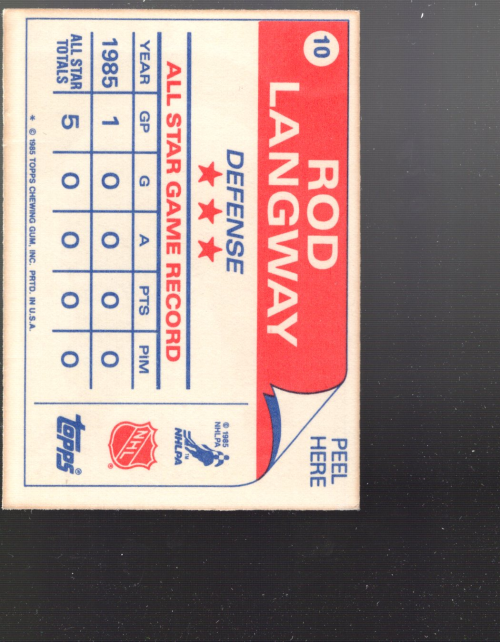 10
ROD
LANGWAY
PEEL
HERE
DEFENSE
ALL STAR GAME RECORD
YEAR GP G A PTS PIM
1985 1 0 0 0 0
ALL STAR
TOTALS 5 0 0 0 0
* © 1985 TOPPS CHEWING GUM, INC. PRTD. IN U.S.A.
© 1985
NHLPA
NHLPA TM
NHL ®
TOPPS ®